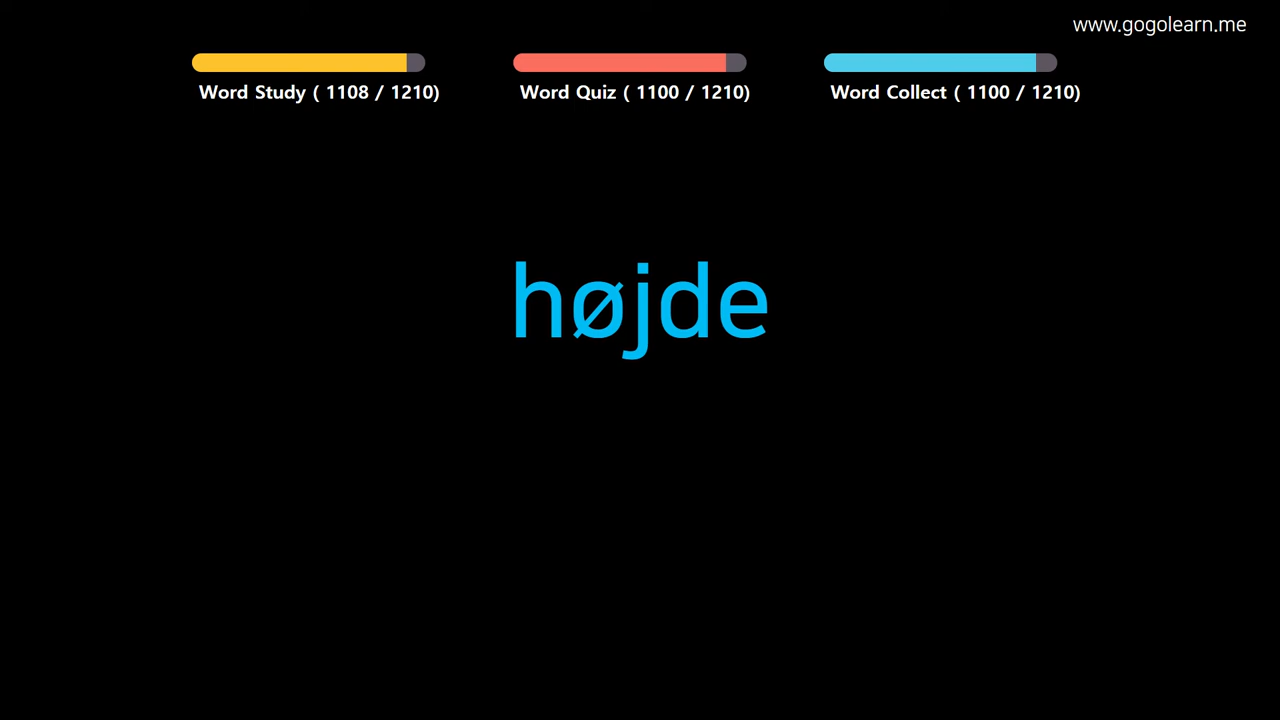 www.gogolearn.me
Word Study ( 1108 / 1210)
Word Quiz ( 1100 / 1210)
Word Collect ( 1100 / 1210)
højde